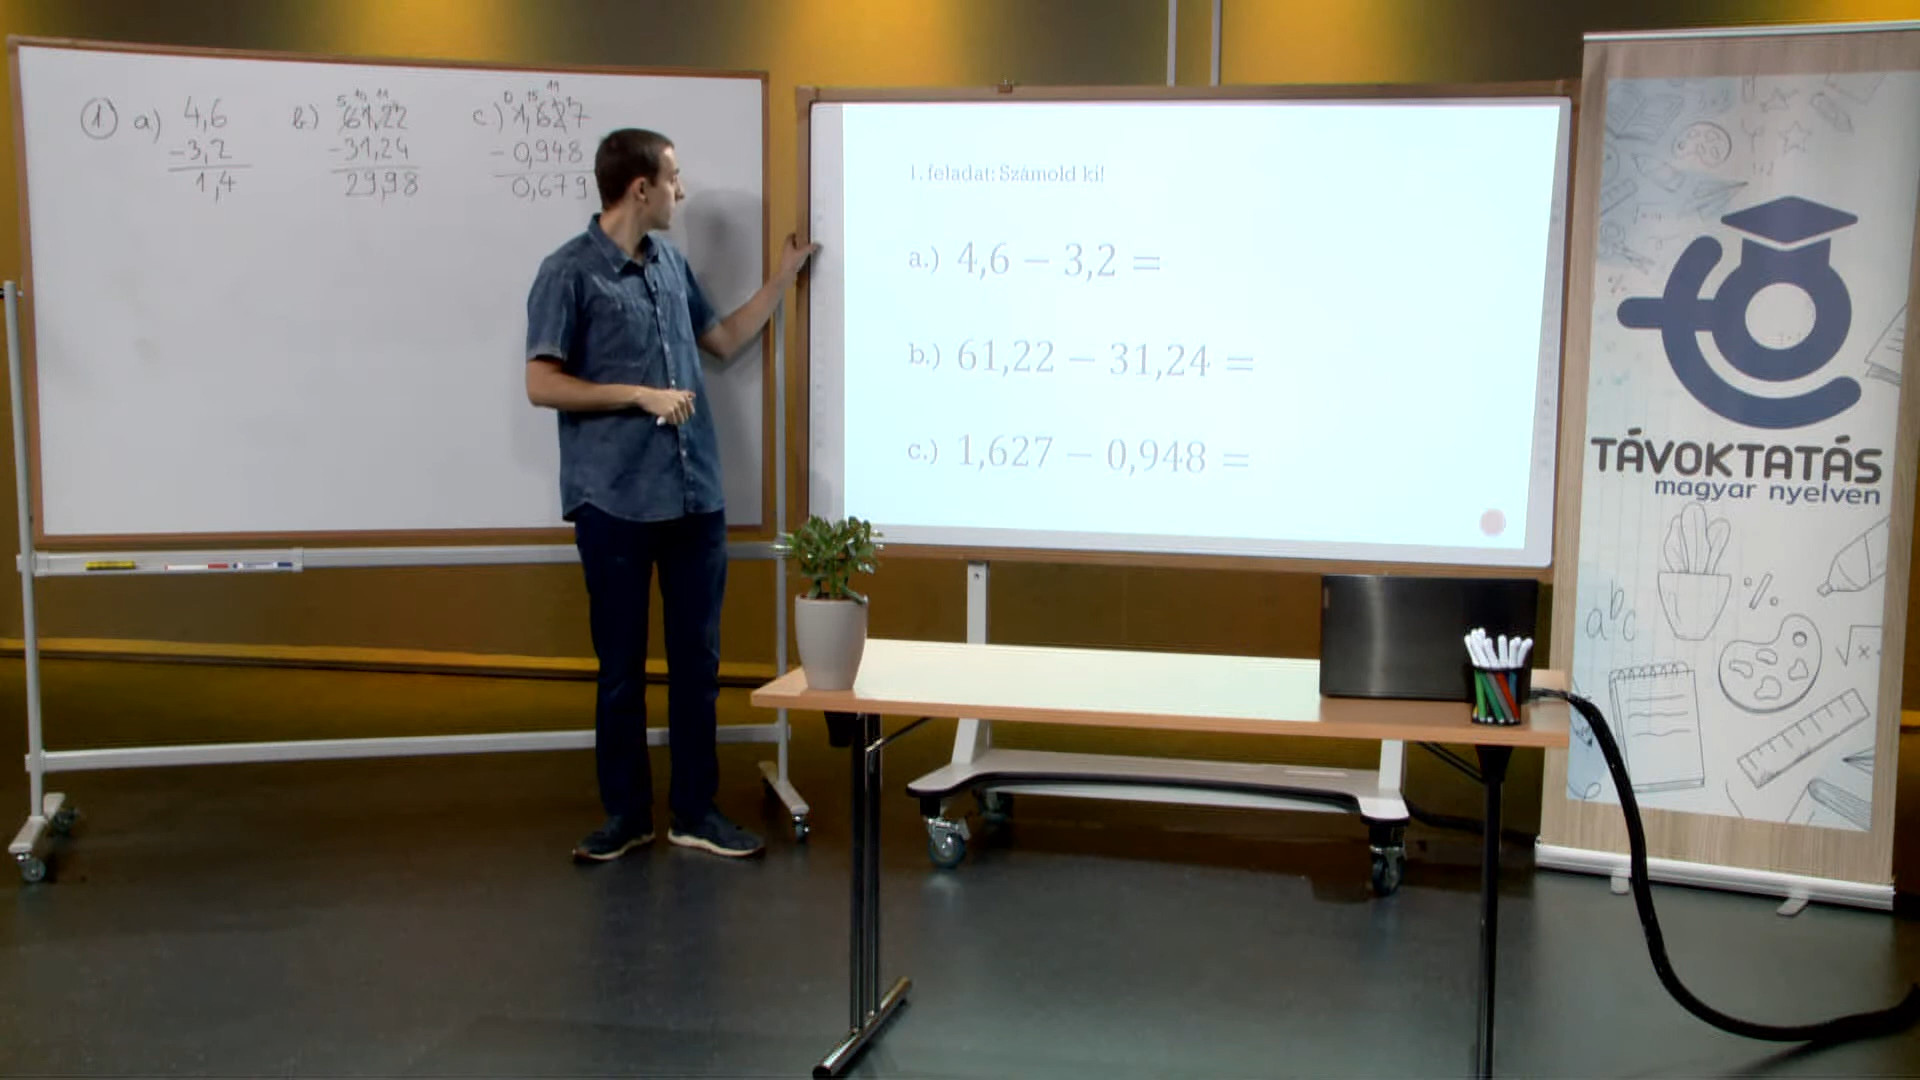 1 a) 4,6
-3,2
1,4
b) 61,22
-31,24
29,98
c.) 1,627
- 0,948
0,679
1. feladat: Számold ki!
a.) 4,6 − 3,2 =
b.) 61,22 − 31,24 =
c.) 1,627 − 0,948 =
TÁVOKTATÁS
magyar nyelven
%
abc
√x